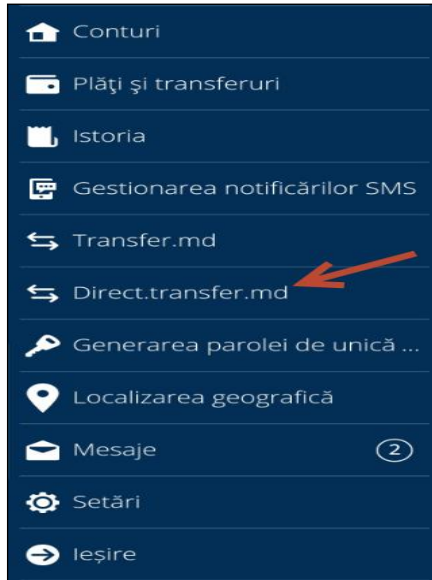 Conturi
Plăţi şi transferuri
Istoria
Gestionarea notificărilor SMS
Transfer.md
Direct.transfer.md
Generarea parolei de unică ...
Localizarea geografică
Mesaje 2
Setări
Ieșire